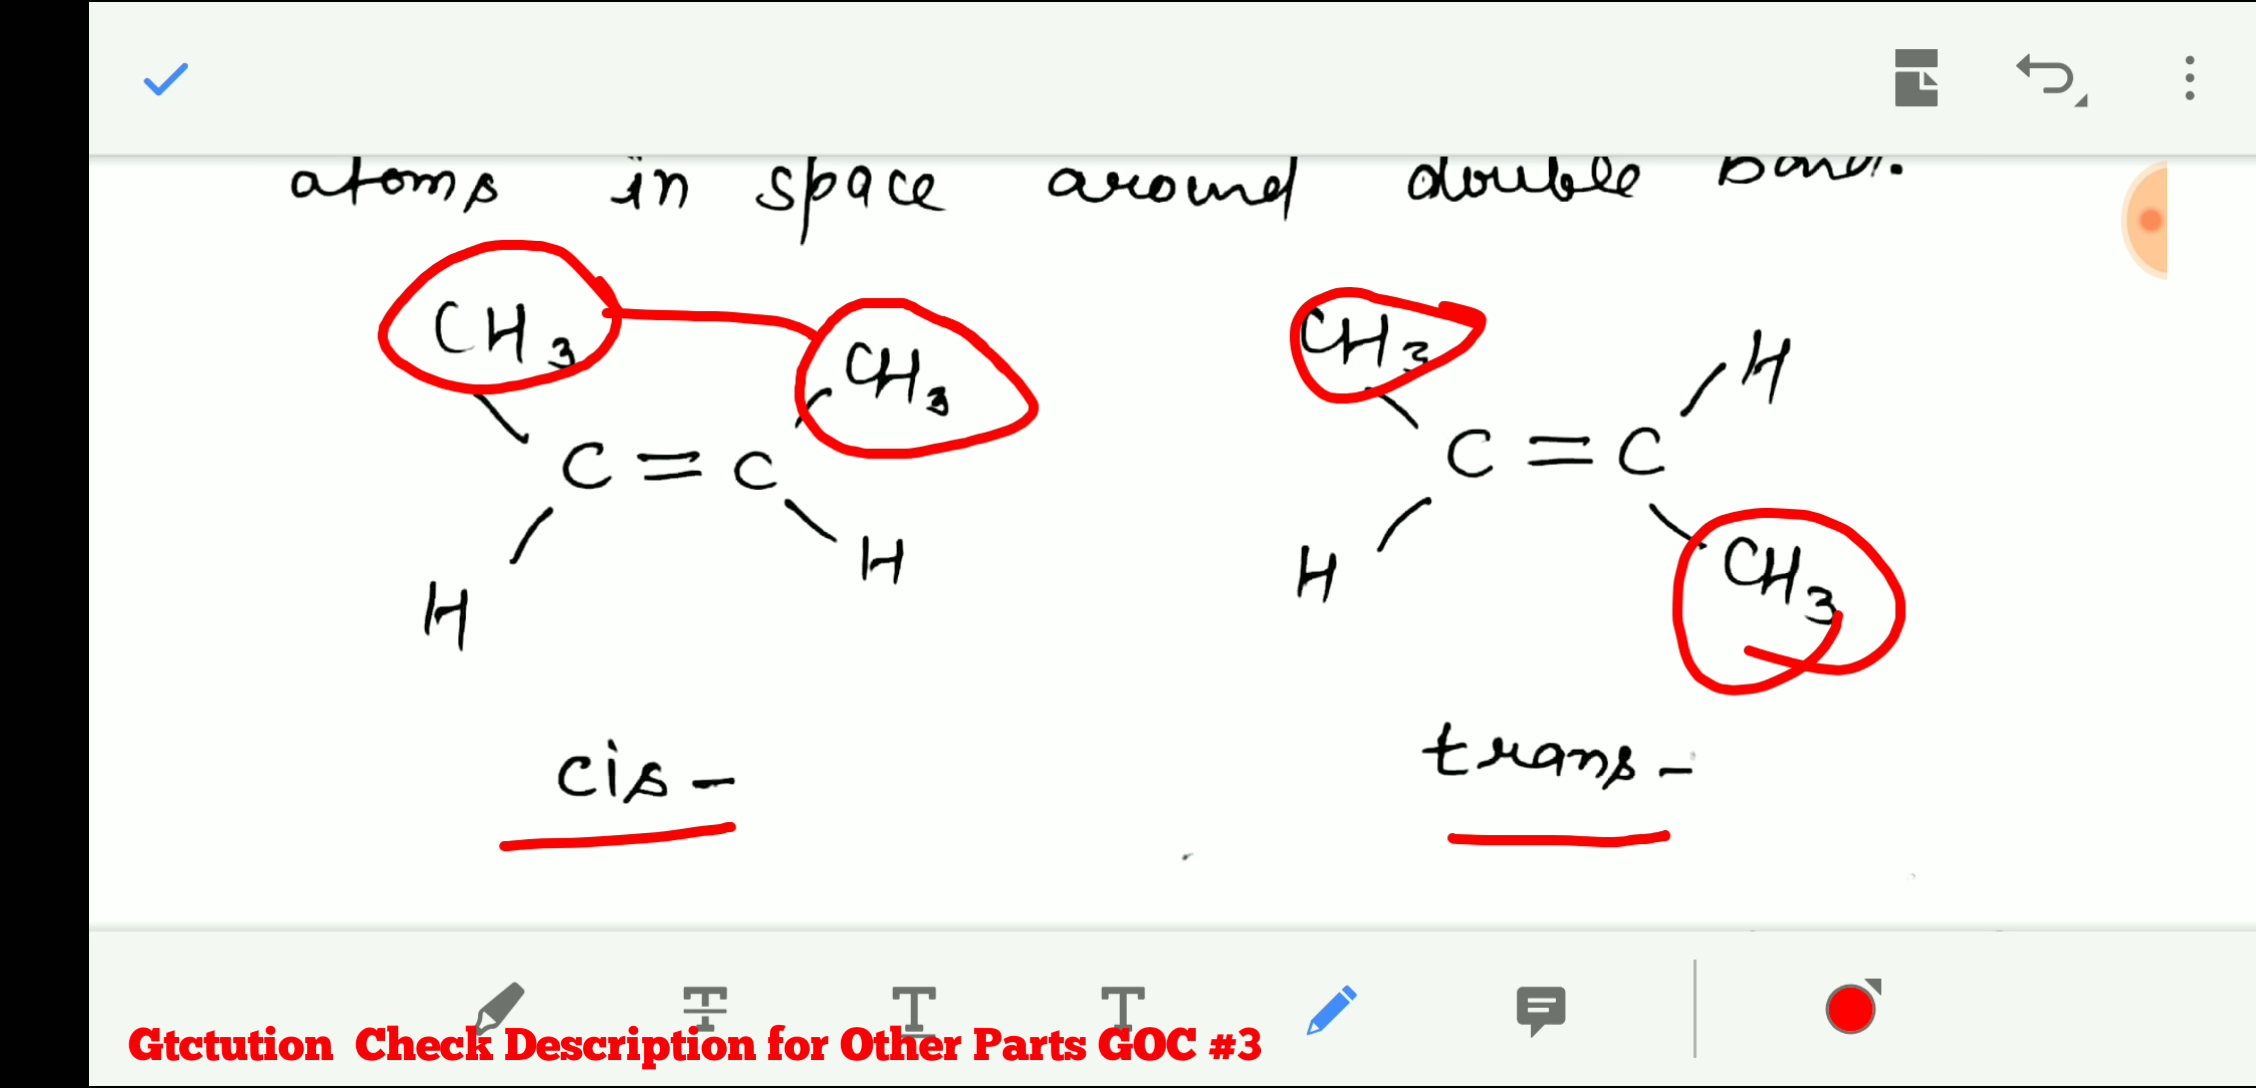 atoms in space around double bond.
CH3 CH3 CH3 H
C = C C = C
H H H CH3
cis - trans -
Gtctution Check Description for Other Parts GOC #3